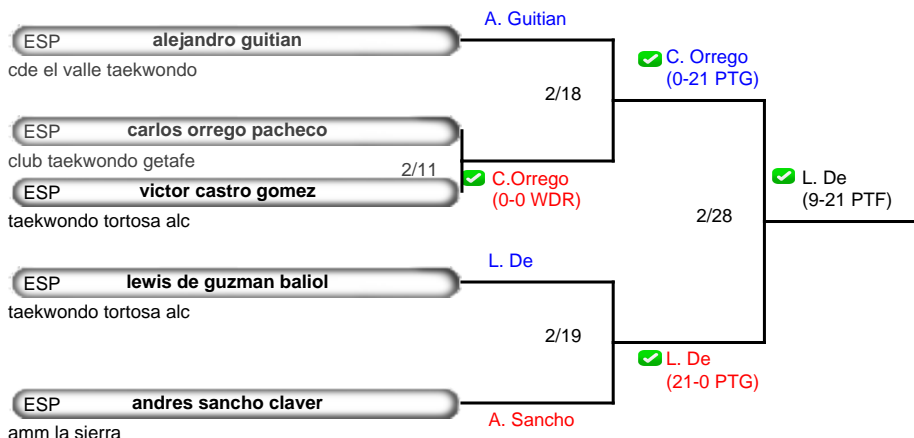 A. Guitian
ESP alejandro guitian
cde el valle taekwondo
C. Orrego
(0-21 PTG)
2/18
ESP carlos orrego pacheco
club taekwondo getafe
2/11
C.Orrego
(0-0 WDR)
ESP victor castro gomez
taekwondo tortosa alc
L. De
(9-21 PTF)
2/28
L. De
ESP lewis de guzman baliol
taekwondo tortosa alc
2/19
L. De
(21-0 PTG)
ESP andres sancho claver
A. Sancho
amm la sierra